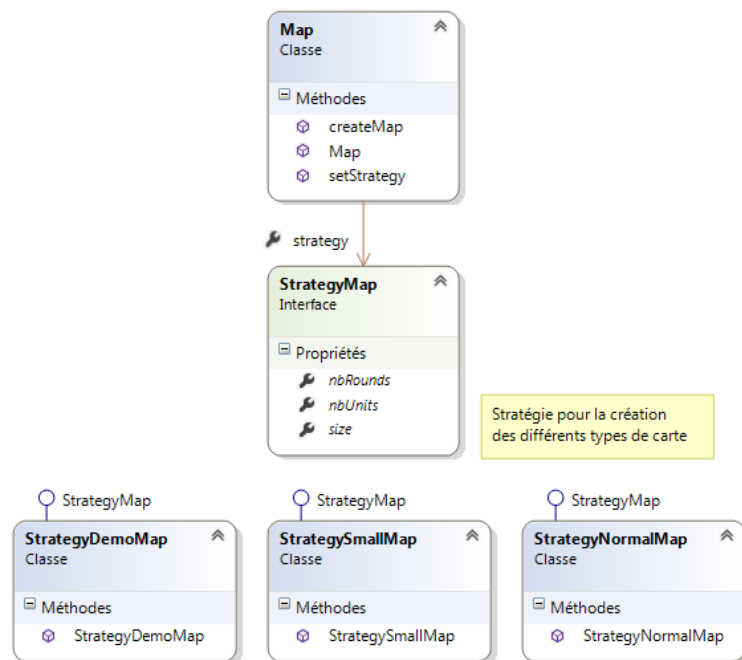 Map
Classe
Méthodes
createMap
Map
setStrategy
strategy
StrategyMap
Interface
Propriétés
nbRounds
nbUnits
size
Stratégie pour la création
des différents types de carte
StrategyMap
StrategyDemoMap
Classe
Méthodes
StrategyDemoMap
StrategyMap
StrategySmallMap
Classe
Méthodes
StrategySmallMap
StrategyMap
StrategyNormalMap
Classe
Méthodes
StrategyNormalMap